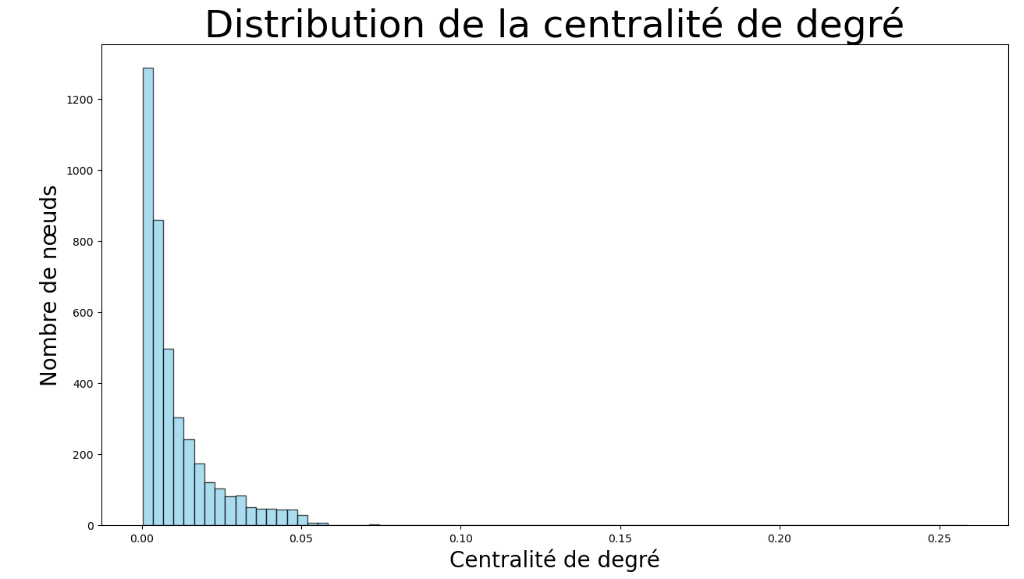 Distribution de la centralité de degré
1200
1000
800
600
400
200
0
Nombre de nœuds
0.00 0.05 0.10 0.15 0.20 0.25
Centralité de degré